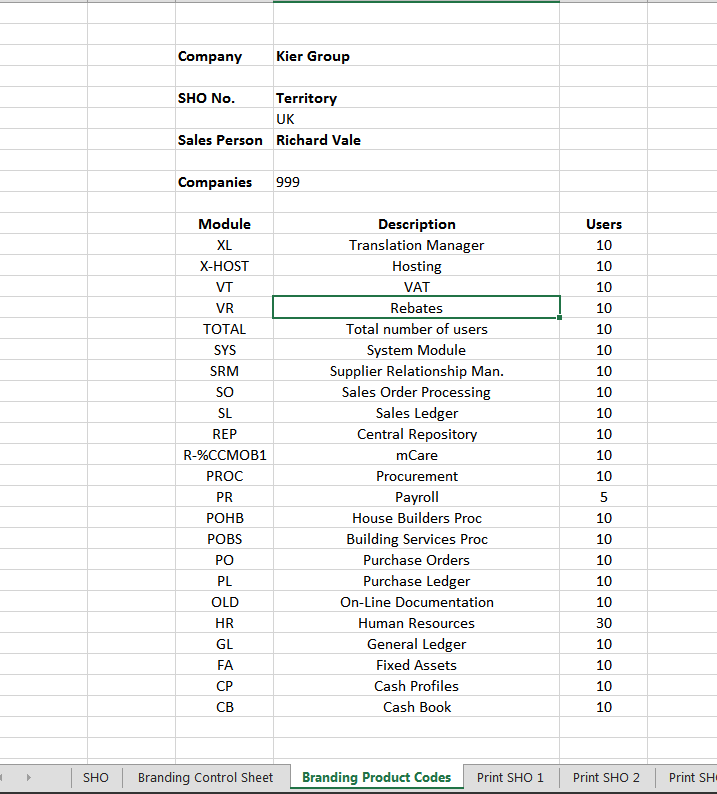 Company Kier Group
SHO No. Territory
UK
Sales Person Richard Vale
Companies 999
Module Description Users
XL Translation Manager 10
X-HOST Hosting 10
VT VAT 10
VR Rebates 10
TOTAL Total number of users 10
SYS System Module 10
SRM Supplier Relationship Man. 10
SO Sales Order Processing 10
SL Sales Ledger 10
REP Central Repository 10
R-%CCMOB1 mCare 10
PROC Procurement 10
PR Payroll 5
POHB House Builders Proc 10
POBS Building Services Proc 10
PO Purchase Orders 10
PL Purchase Ledger 10
OLD On-Line Documentation 10
HR Human Resources 30
GL General Ledger 10
FA Fixed Assets 10
CP Cash Profiles 10
CB Cash Book 10
SHO Branding Control Sheet Branding Product Codes Print SHO 1 Print SHO 2 Print